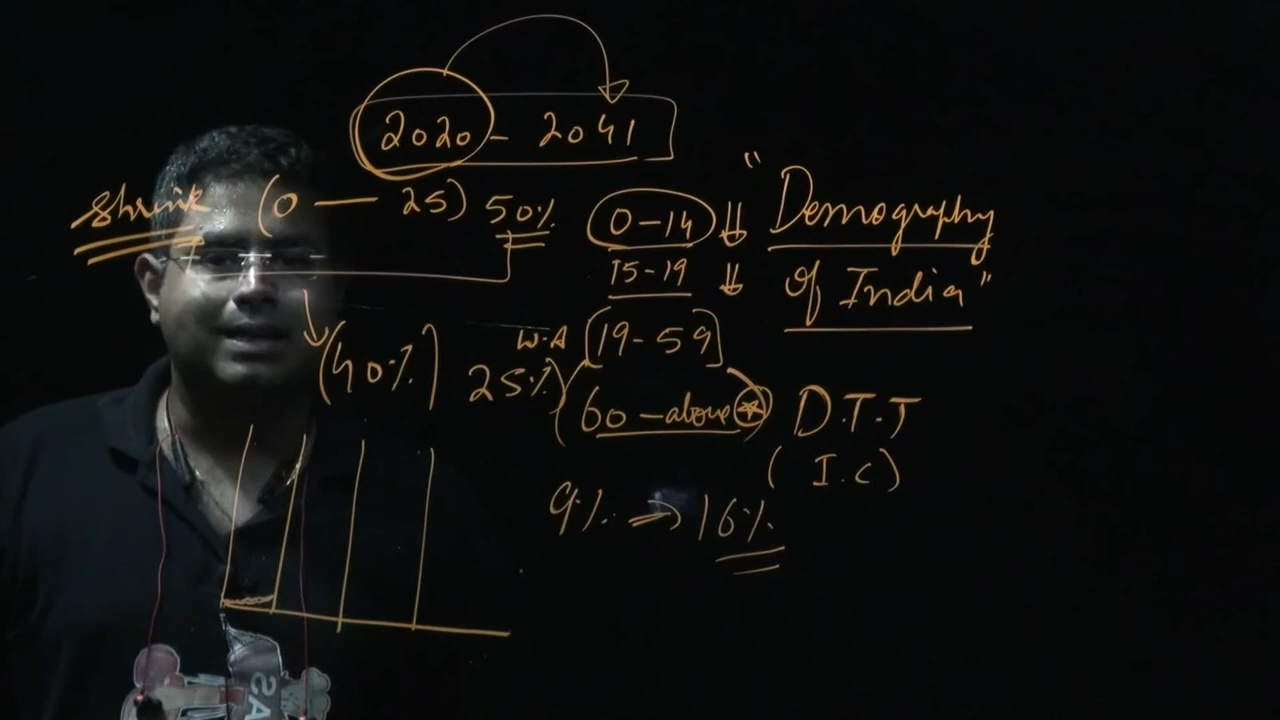 2020 - 2041
Shrink (0 — 25) 50%
"Demography
of India"
0-14
15-19
W.A [19-59]
(40%) 25%
(60 - above)
D.T.T
(I.C)
9% → 16%